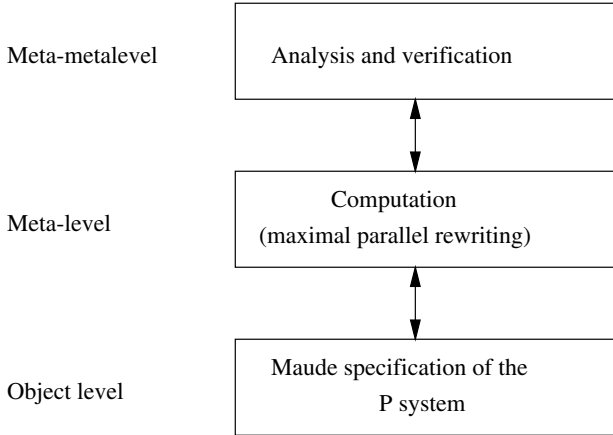 Meta-metalevel
Analysis and verification
Meta-level
Computation
(maximal parallel rewriting)
Object level
Maude specification of the
P system